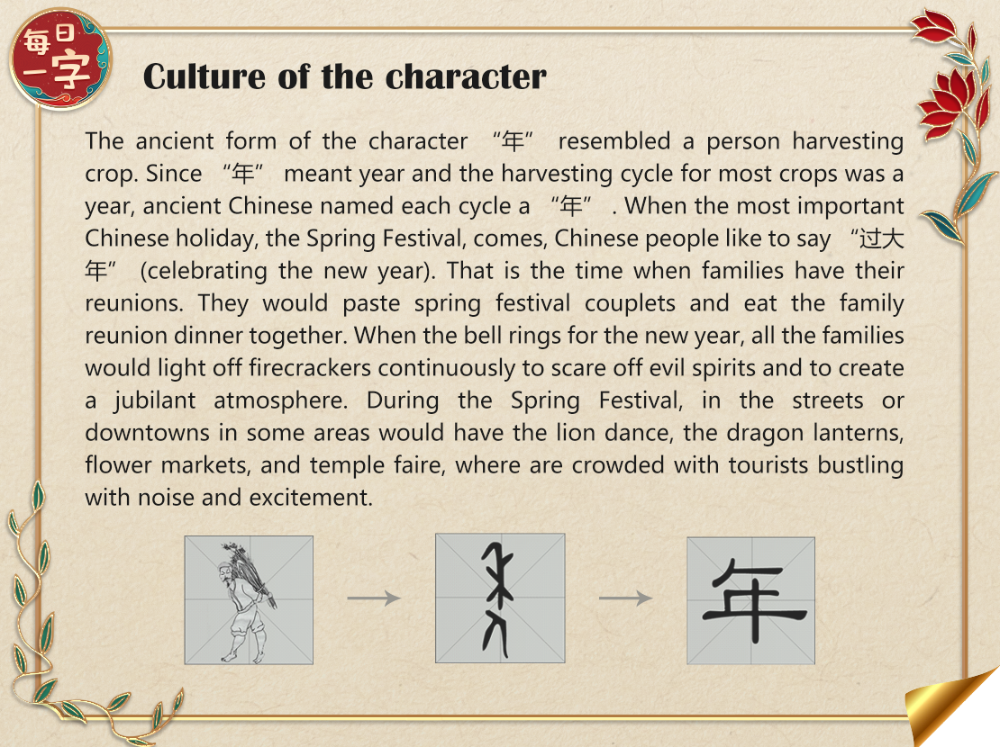 每日
一字
Culture of the character
The ancient form of the character “年” resembled a person harvesting
crop. Since “年” meant year and the harvesting cycle for most crops was a
year, ancient Chinese named each cycle a “年” . When the most important
Chinese holiday, the Spring Festival, comes, Chinese people like to say “过大
年” (celebrating the new year). That is the time when families have their
reunions. They would paste spring festival couplets and eat the family
reunion dinner together. When the bell rings for the new year, all the families
would light off firecrackers continuously to scare off evil spirits and to create
a jubilant atmosphere. During the Spring Festival, in the streets or
downtowns in some areas would have the lion dance, the dragon lanterns,
flower markets, and temple faire, where are crowded with tourists bustling
with noise and excitement.
年